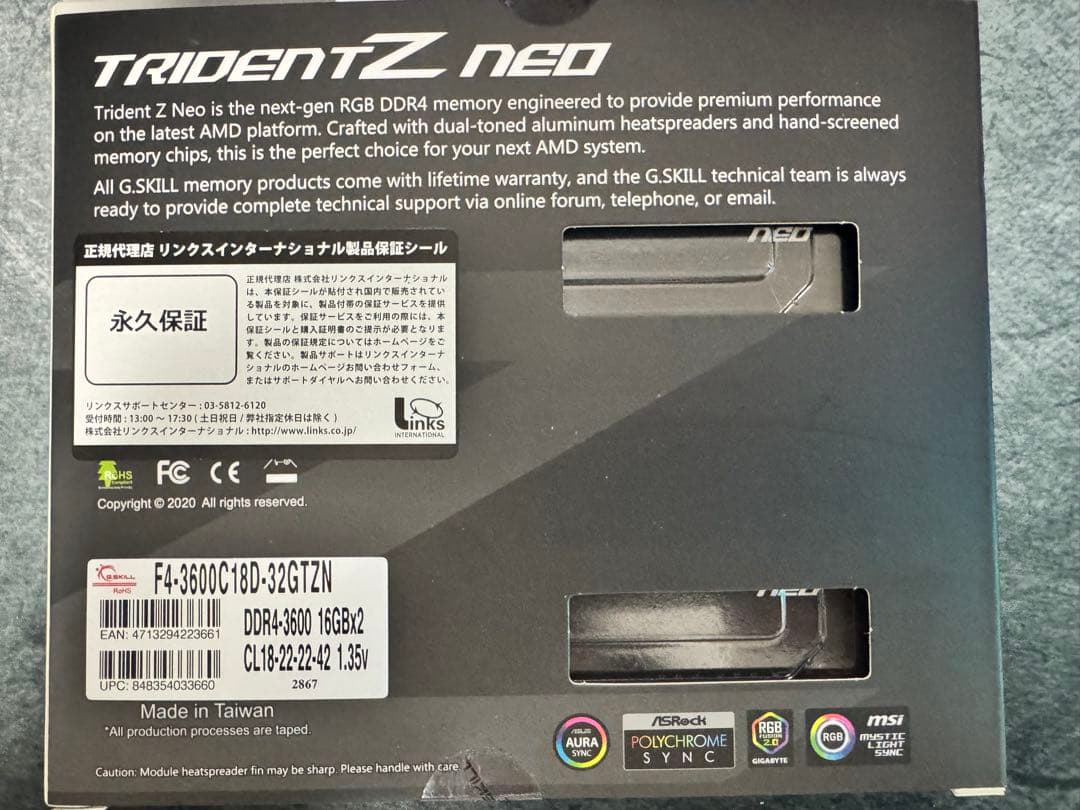 TRIDENTZ NEO
Trident Z Neo is the next-gen RGB DDR4 memory engineered to provide premium performance
on the latest AMD platform. Crafted with dual-toned aluminum heatspreaders and hand-screened
memory chips, this is the perfect choice for your next AMD system.
All G.SKILL memory products come with lifetime warranty, and the G.SKILL technical team is always
ready to provide complete technical support via online forum, telephone, or email.
正規代理店 リンクスインターナショナル製品保証シール
永久保証
正規代理店 株式会社リンクスインターナショナル
は、本保証シールが貼付され国内で販売されてい
る製品を対象に、製品付帯の保証サービスを提供
しています。保証サービスをご利用の際には、本
保証シールと購入証明書のご提示が必要となりま
す。製品の保証規定についてはホームページをご
覧ください。製品サポートはリンクスインターナ
ショナルのホームページお問い合わせフォーム、
またはサポートダイヤルへお問い合わせください。
リンクスサポートセンター : 03-5812-6120
受付時間 : 13:00 ～ 17:30 ( 土日祝日 / 弊社指定休日は除く )
株式会社リンクスインターナショナル : http://www.links.co.jp/
Links
INTERNATIONAL
NEO
RoHS
FC CE
Copyright © 2020 All rights reserved.
G.SKILL
RoHS
F4-3600C18D-32GTZN
EAN: 4713294223661
DDR4-3600 16GBx2
CL18-22-22-42 1.35v
UPC: 848354033660
2867
NEO
Made in Taiwan
*All production processes are taped.
Caution: Module heatspreader fin may be sharp. Please handle with care.
ASUS
AURA
SYNC
ASRock
POLYCHROME
SYNC
RGB
FUSION
2.0
GIGABYTE
RGB
msi
MYSTIC
LIGHT
SYNC